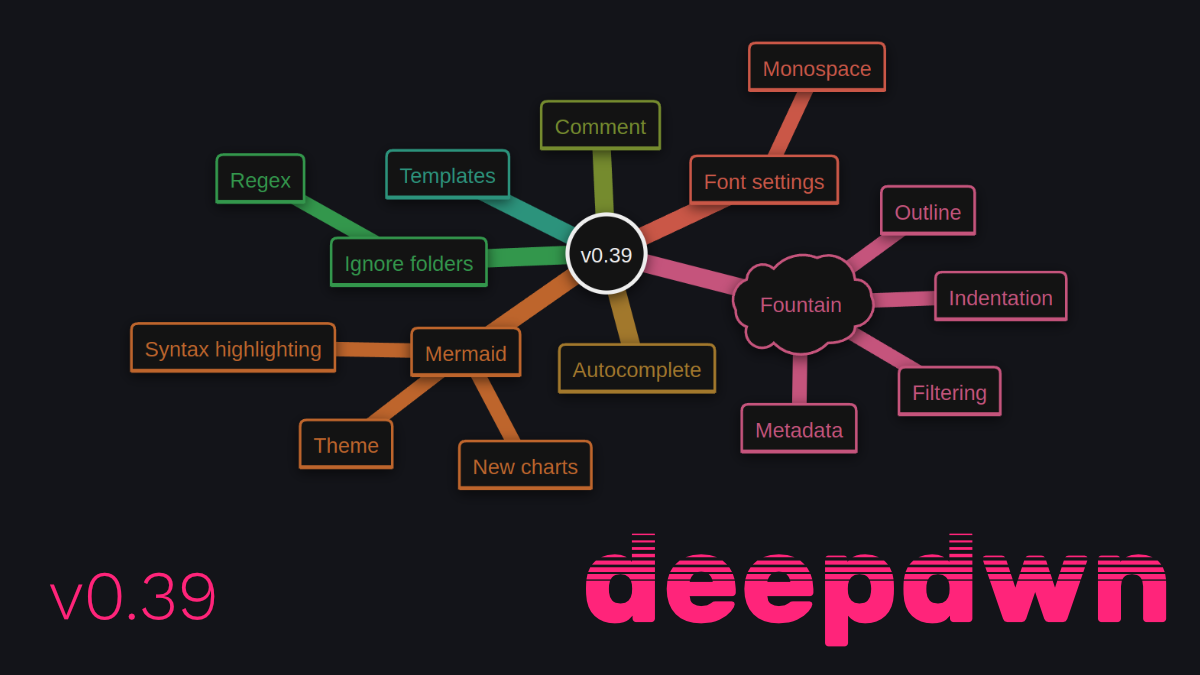 Monospace
Comment
Regex
Templates
Font settings
Outline
v0.39
Ignore folders
Fountain
Indentation
Syntax highlighting
Mermaid
Autocomplete
Filtering
Metadata
Theme
New charts
v0.39
deepdwn